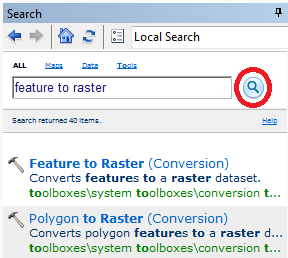 Search
Local Search
ALL Maps Data Tools
feature to raster
Search returned 40 items. Help
Feature to Raster (Conversion)
Converts features to a raster dataset.
toolboxes\system toolboxes\conversion t...
Polygon to Raster (Conversion)
Converts polygon features to a raster d...
toolboxes\system toolboxes\conversion t...